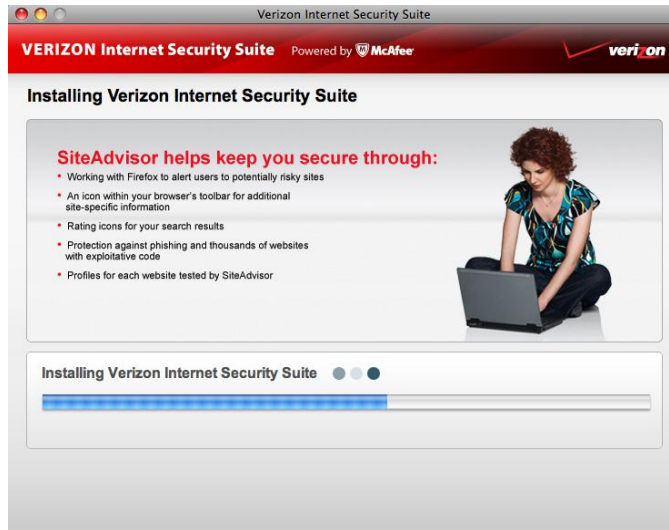 Verizon Internet Security Suite
VERIZON Internet Security Suite Powered by McAfee verizon
Installing Verizon Internet Security Suite
SiteAdvisor helps keep you secure through:
• Working with Firefox to alert users to potentially risky sites
• An icon within your browser's toolbar for additional
site-specific information
• Rating icons for your search results
• Protection against phishing and thousands of websites
with exploitative code
• Profiles for each website tested by SiteAdvisor
Installing Verizon Internet Security Suite